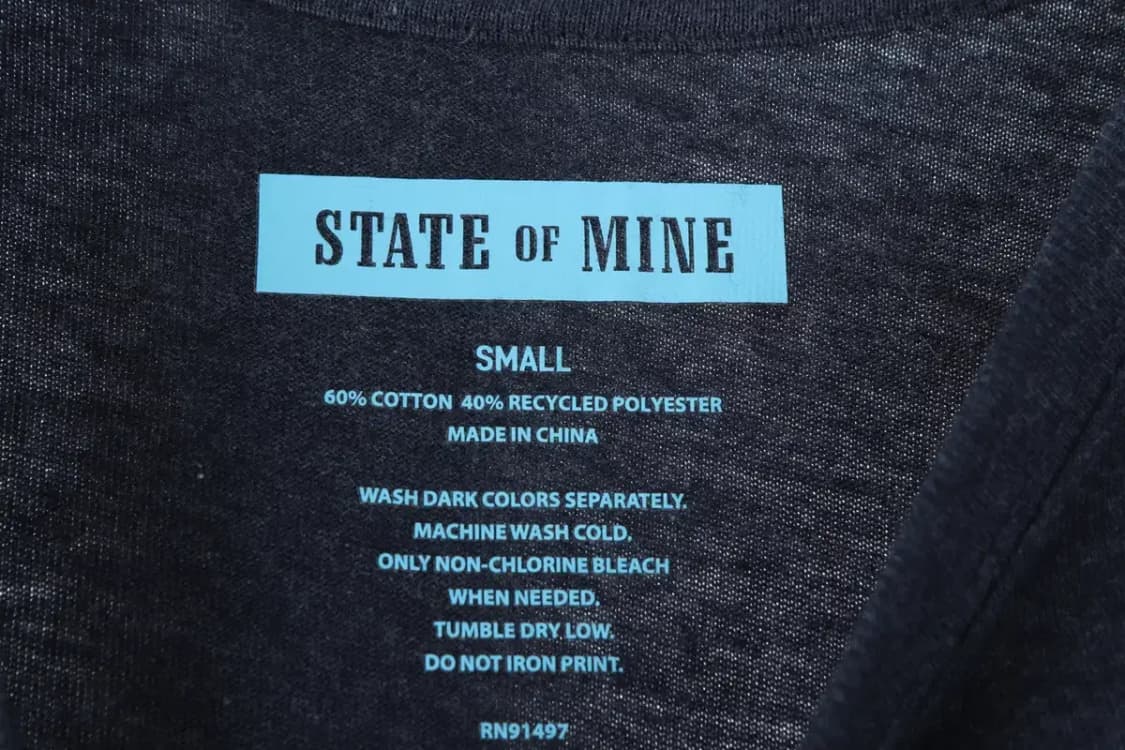 STATE OF MINE
SMALL
60% COTTON 40% RECYCLED POLYESTER
MADE IN CHINA
WASH DARK COLORS SEPARATELY.
MACHINE WASH COLD.
ONLY NON-CHLORINE BLEACH
WHEN NEEDED.
TUMBLE DRY LOW.
DO NOT IRON PRINT.
RN91497